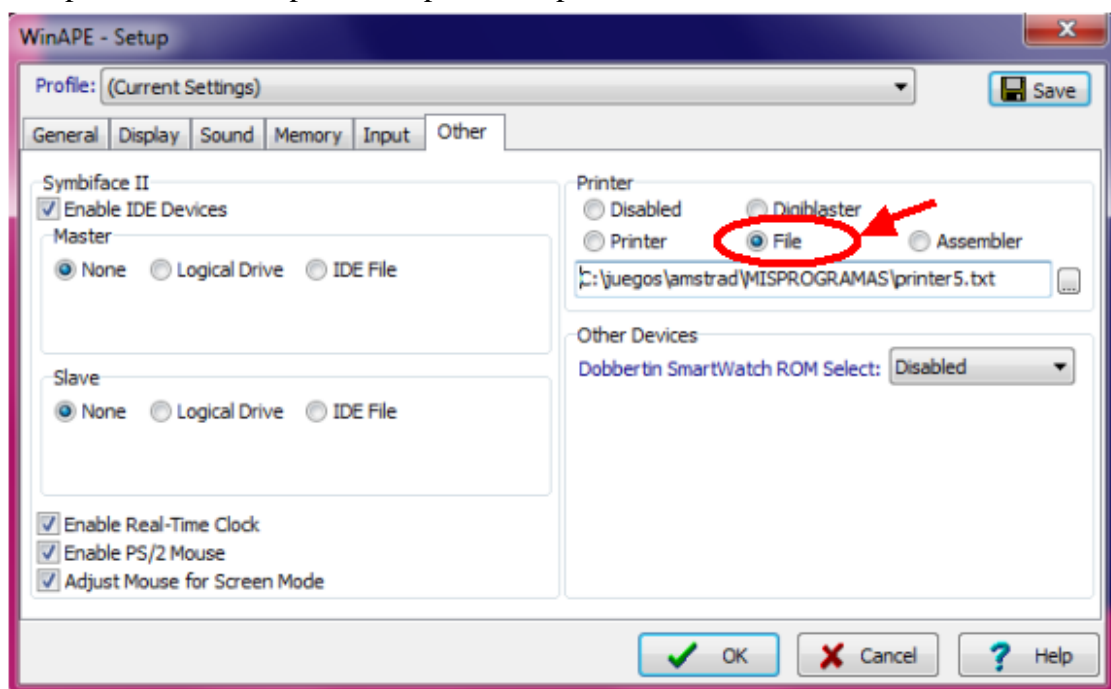 WinAPE - Setup
Profile: (Current Settings)
Save
General Display Sound Memory Input Other
Symbiface II
Enable IDE Devices
Master
None Logical Drive IDE File
Slave
None Logical Drive IDE File
Enable Real-Time Clock
Enable PS/2 Mouse
Adjust Mouse for Screen Mode
Printer
Disabled Digiblaster
Printer File Assembler
C:\juegos\amstrad\MISPROGRAMAS\printer5.txt ...
Other Devices
Dobbertin SmartWatch ROM Select: Disabled
OK Cancel ? Help